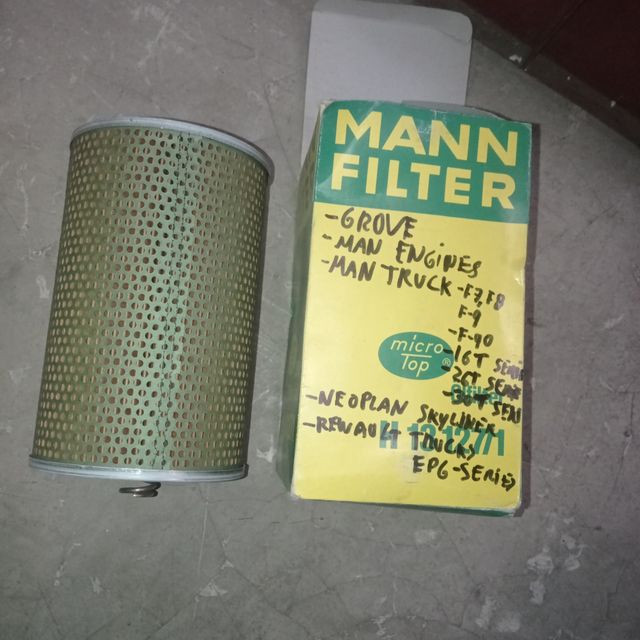 MANN
FILTER
-GROVE
-MAN ENGINES
-MAN TRUCK -F7,F8
F-9
-F-90
micro
Top ®
-16T
-NEOPLAN SKYLINER
-RENAULT TRUCKS
EPG-SERIES